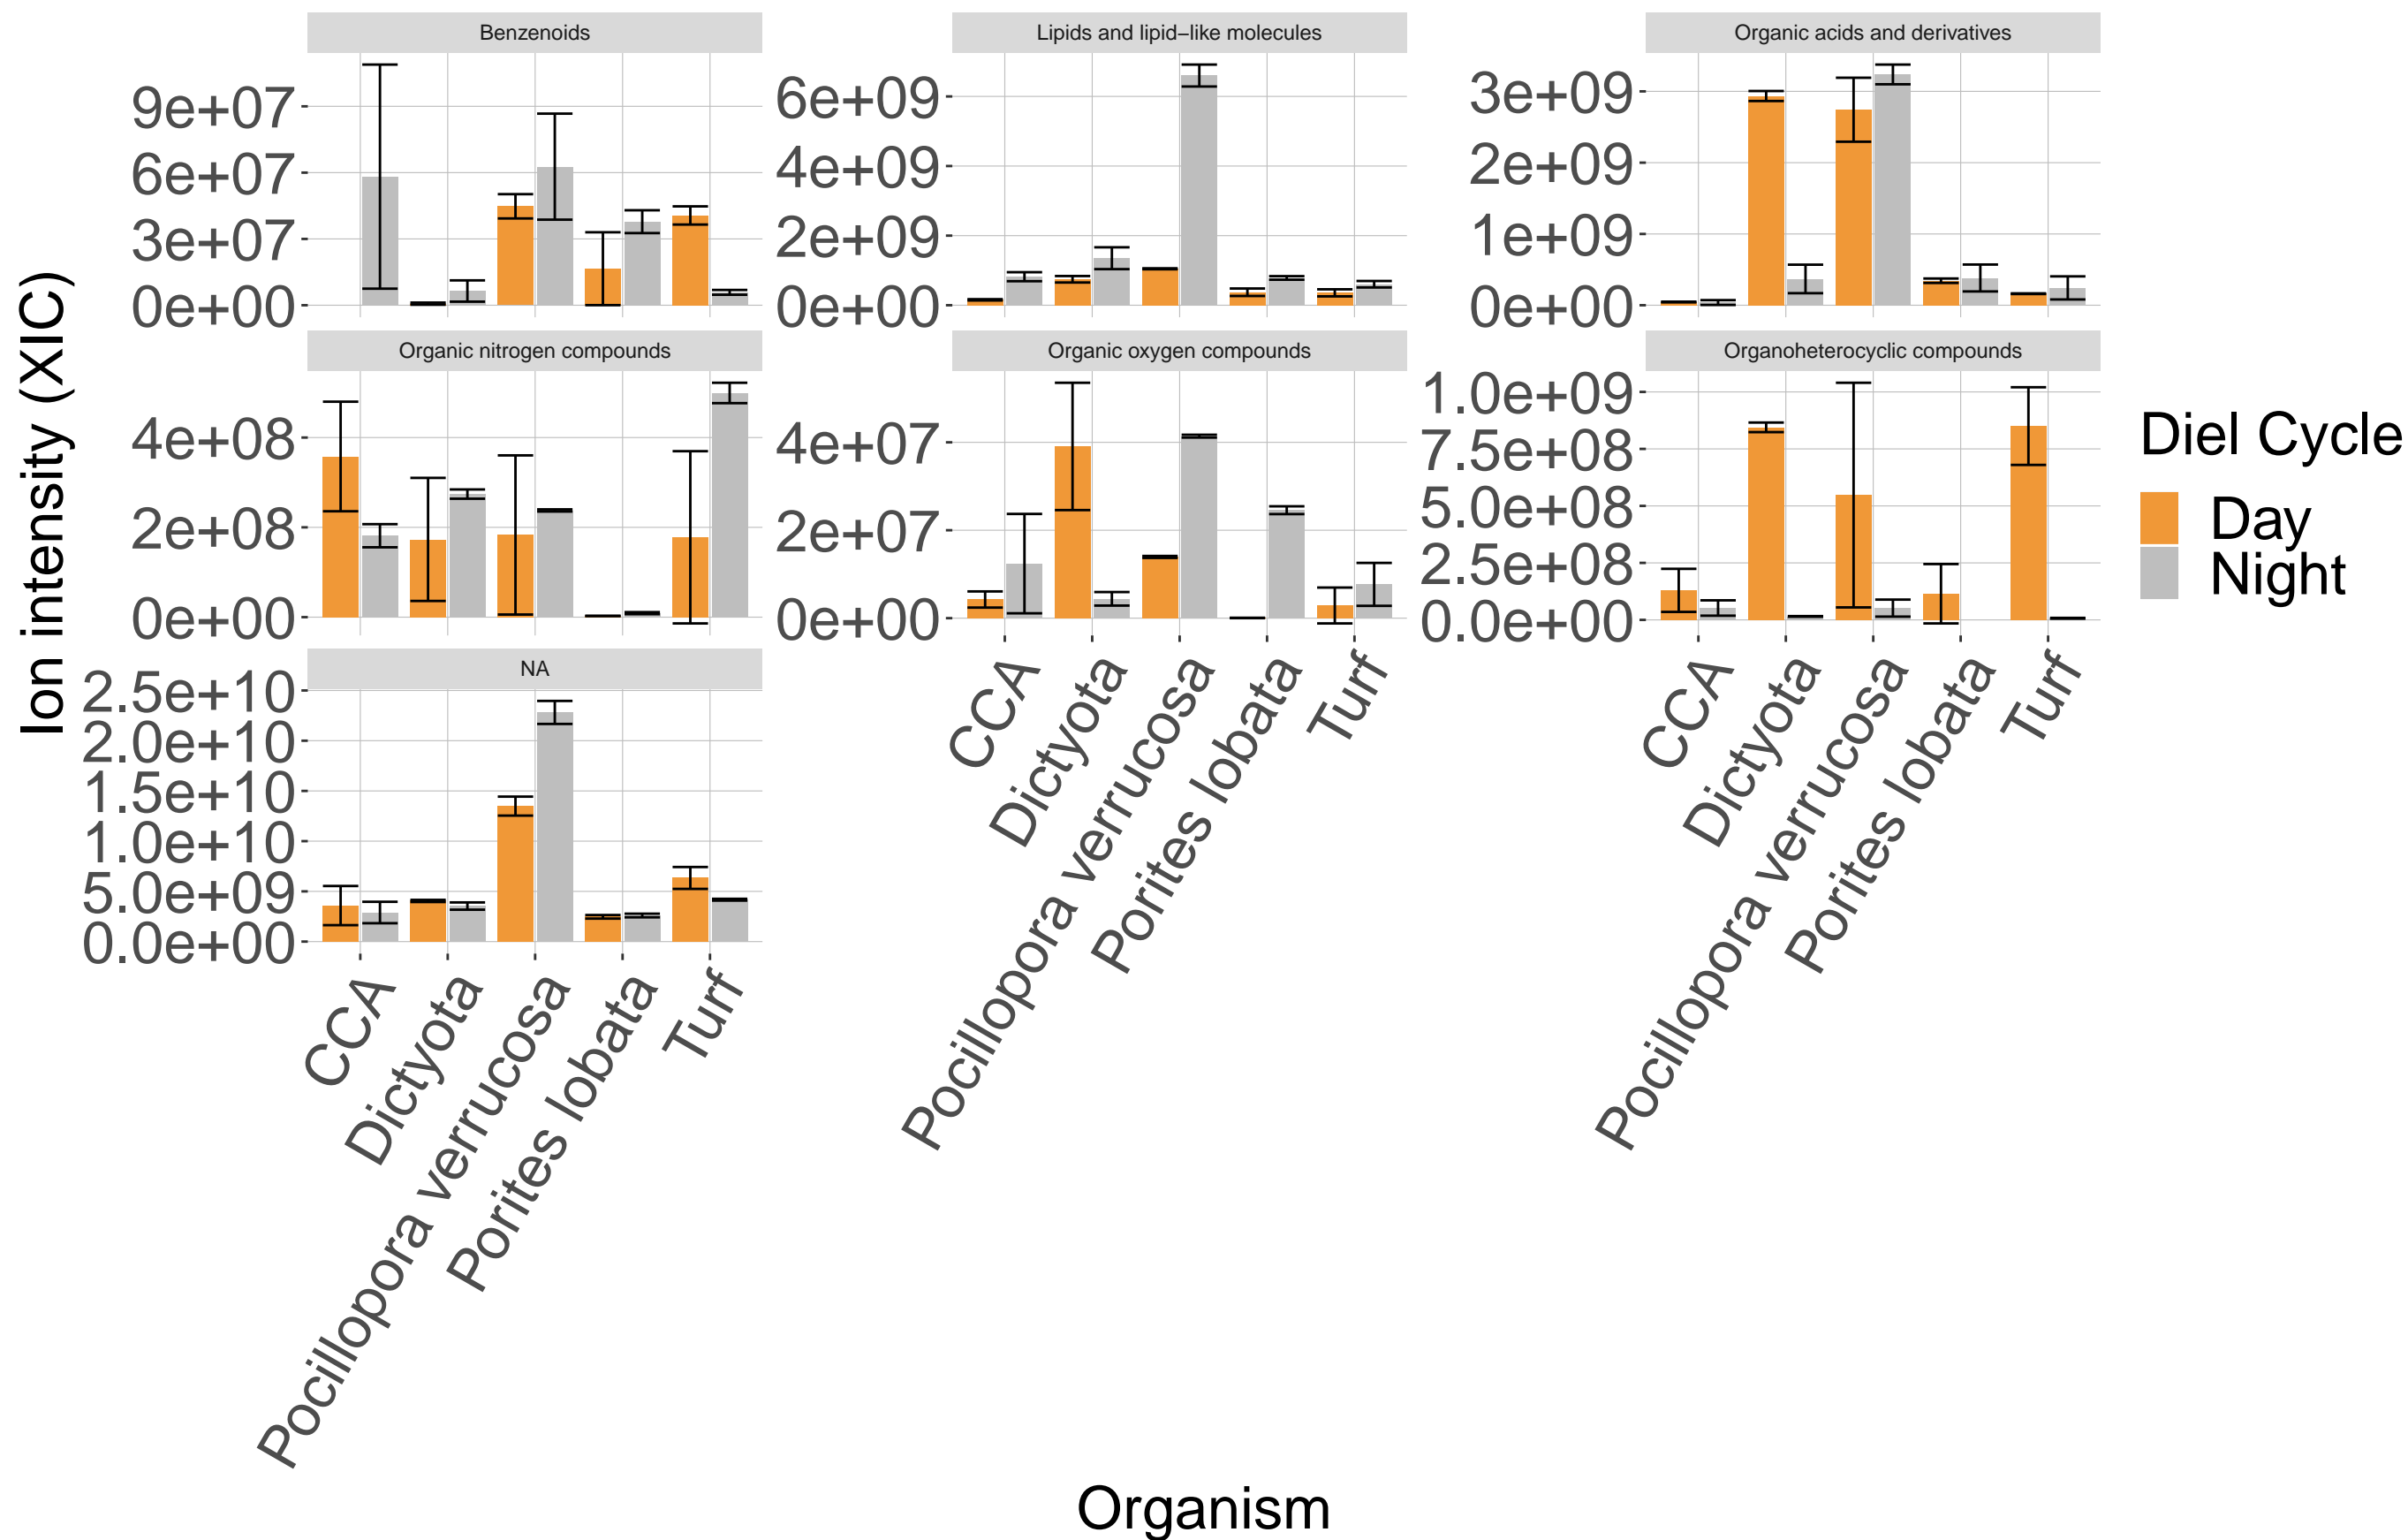 Benzenoids
Lipids and lipid−like molecules
Organic acids and derivatives
9e+07
6e+07
3e+07
0e+00
6e+09
4e+09
2e+09
0e+00
3e+09
2e+09
1e+09
0e+00
Organic nitrogen compounds
Organic oxygen compounds
Organoheterocyclic compounds
4e+08
2e+08
0e+00
4e+07
2e+07
0e+00
1.0e+09
7.5e+08
5.0e+08
2.5e+08
0.0e+00
CCA
Dictyota
Pocillopora verrucosa
Porites lobata
Turf
CCA
Dictyota
Pocillopora verrucosa
Porites lobata
Turf
NA
2.5e+10
2.0e+10
1.5e+10
1.0e+10
5.0e+09
0.0e+00
CCA
Dictyota
Pocillopora verrucosa
Porites lobata
Turf
Ion intensity (XIC)
Organism
Diel Cycle
Day
Night